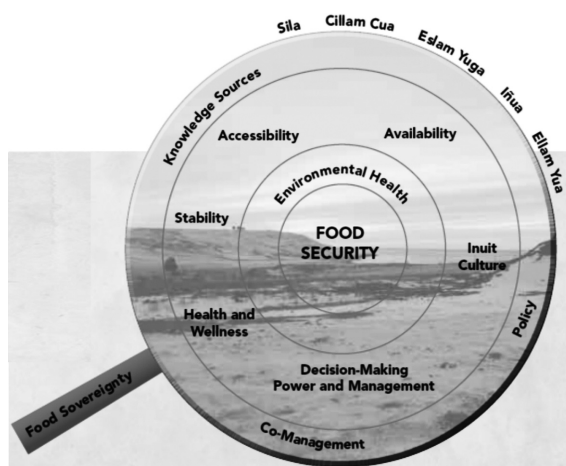 Sila
Cillam Cua
Eslam Yuga
Iñua
Ellam Yua
Knowledge Sources
Accessibility
Availability
Environmental Health
Stability
FOOD
SECURITY
Inuit
Culture
Health and
Wellness
Policy
Decision-Making
Power and Management
Food Sovereignty
Co-Management